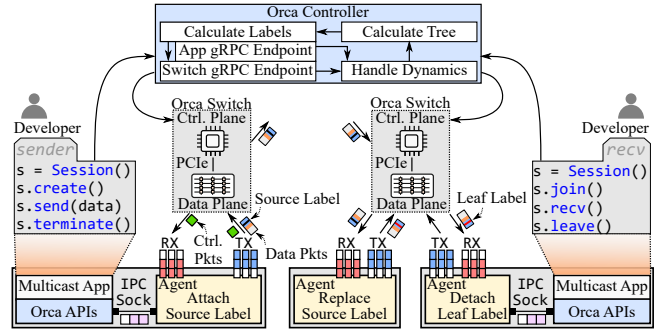 Orca Controller
Calculate Labels
Calculate Tree
App gRPC Endpoint
Switch gRPC Endpoint
Handle Dynamics
Developer
sender
s = Session()
s.create()
s.send(data)
s.terminate()
Orca Switch
Ctrl. Plane
PCIe
Data Plane
Source Label
Ctrl.
Pkts
Data Pkts
RX
TX
Orca Switch
Ctrl. Plane
PCIe
Data Plane
Leaf Label
RX
TX
TX
RX
Developer
recv
s = Session()
s.join()
s.recv()
s.leave()
Multicast App
Orca APIs
IPC
Sock
Agent
Attach
Source Label
Agent
Replace
Source Label
Agent
Detach
Leaf Label
IPC
Sock
Multicast App
Orca APIs